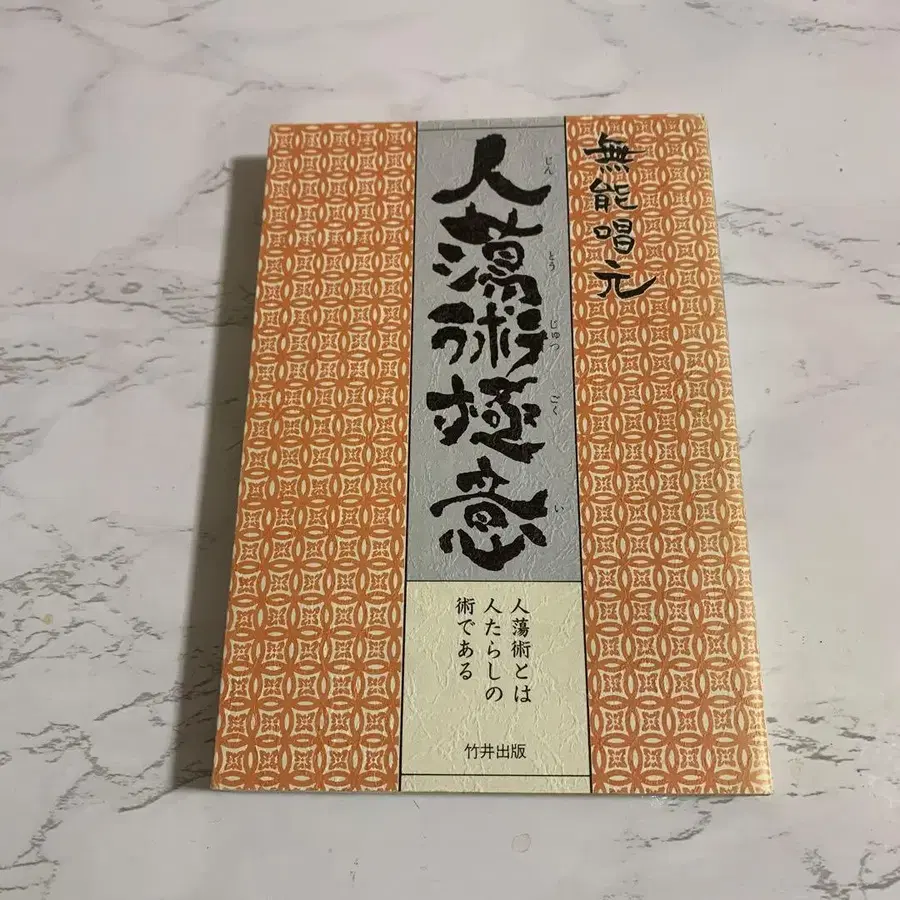 無能唱元
人蕩術極意
じん とう じゅつ ごく い
人蕩術とは
人たらしの
術である
竹井出版